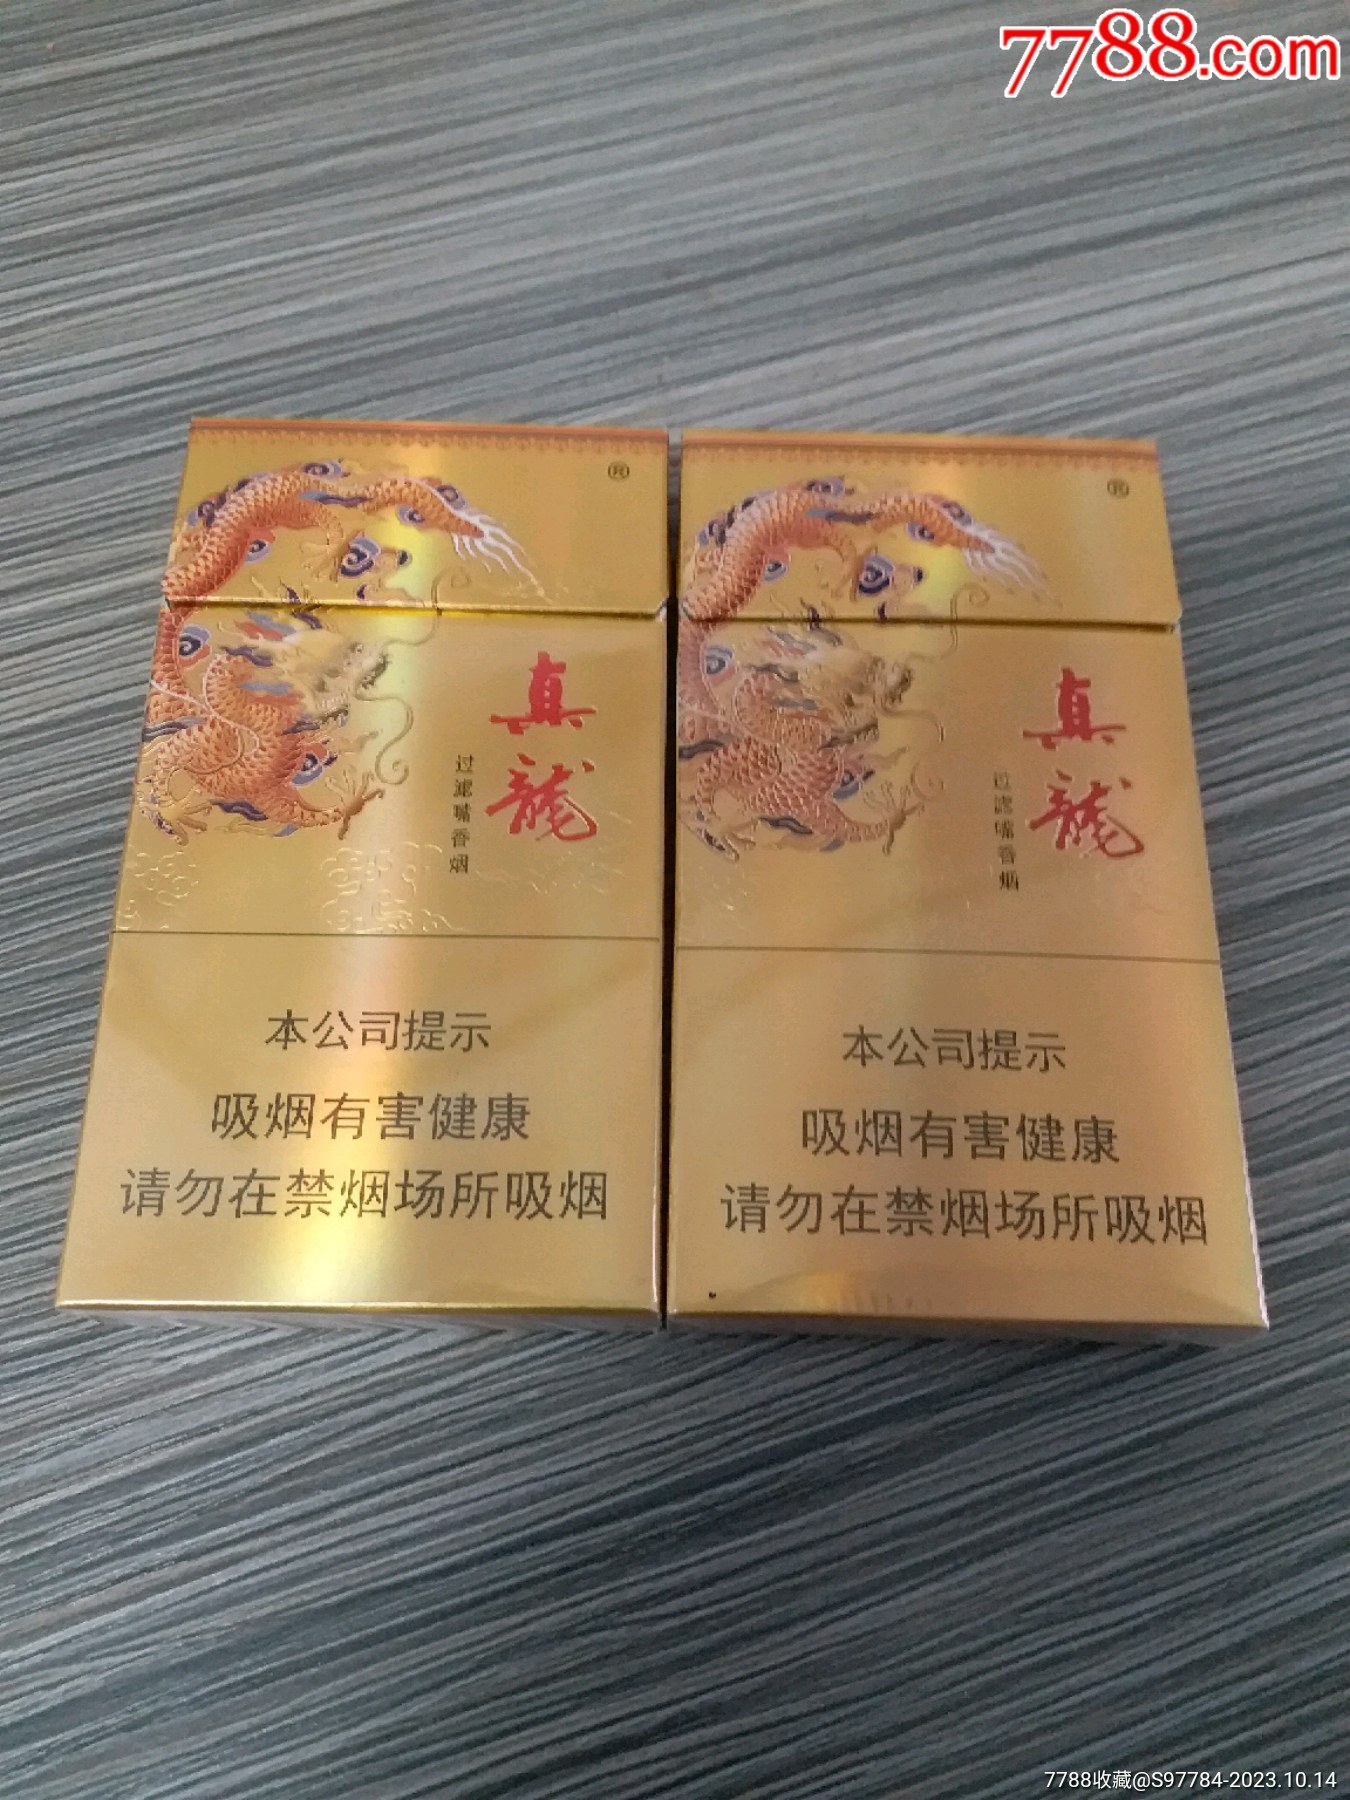 7788.com
®
真龍
过滤嘴香烟
本公司提示
吸烟有害健康
请勿在禁烟场所吸烟
®
真龍
过滤嘴香烟
本公司提示
吸烟有害健康
请勿在禁烟场所吸烟
7788收藏@S97784-2023.10.14